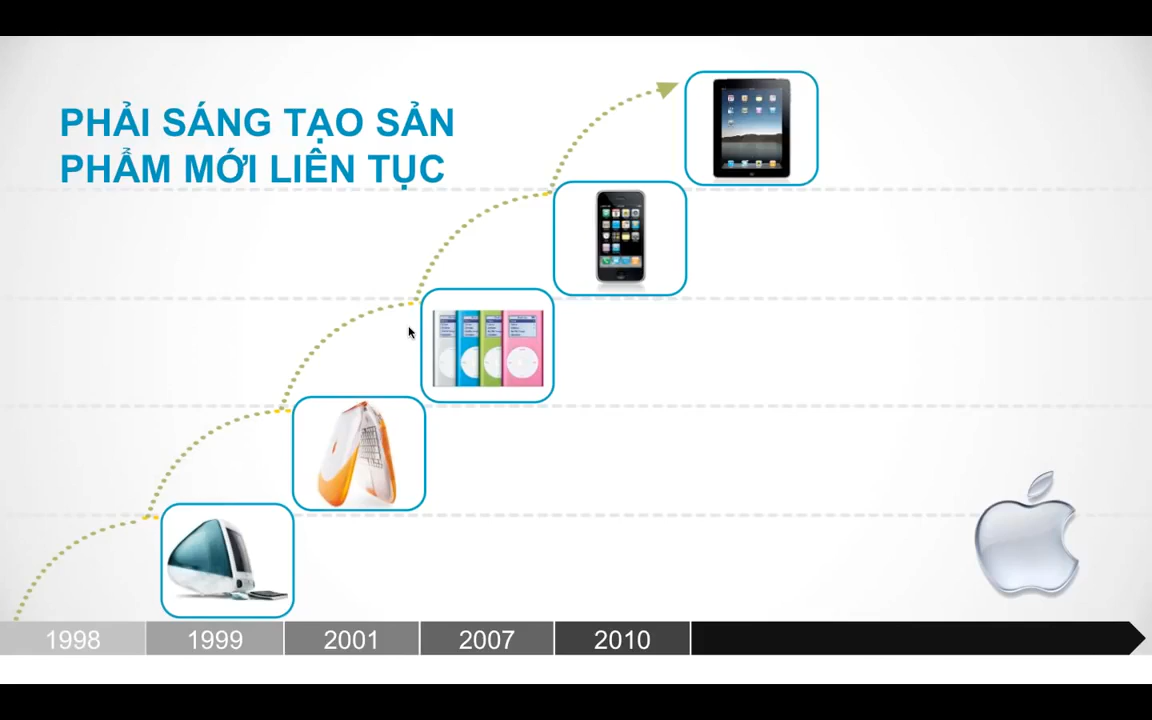 PHẢI SÁNG TẠO SẢN
PHẨM MỚI LIÊN TỤC
1998 1999 2001 2007 2010